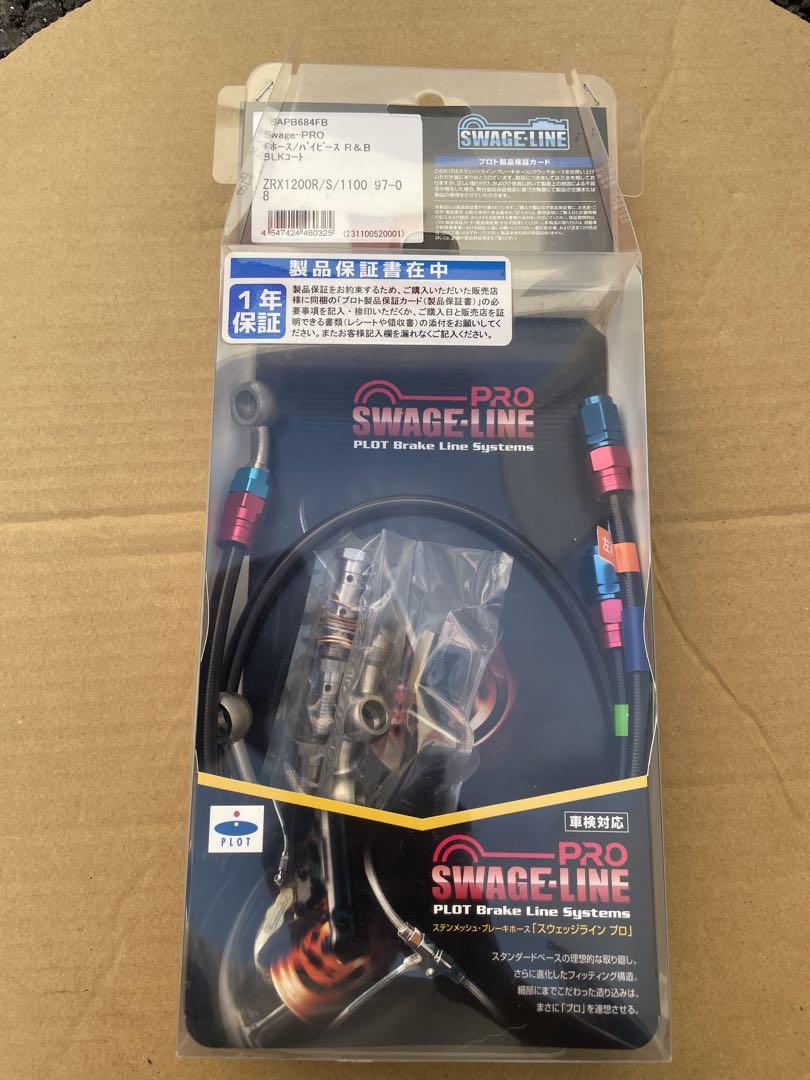 SAPB684FB
Swage-PRO
Fホース/バイピース R&B
BLKコート
ZRX1200R/S/1100 97-0
8
4 547424 460325
(231100520001)
SWAGE-LINE
プロト製品保証カード
製品保証書在中
1年
保証
製品保証をお約束するため、ご購入いただいた販売店
様に同梱の「プロト製品保証カード(製品保証書)」の必
要事項を記入・捺印いただくか、ご購入日と販売店を証
明できる書類(レシートや領収書)の添付をお願いしてく
ださい。またお客様記入欄を漏れなくご記入ください。
PRO
SWAGE-LINE
PLOT Brake Line Systems
左
PLOT
車検対応
PRO
SWAGE-LINE
PLOT Brake Line Systems
ステンメッシュ・ブレーキホース「スウェッジライン プロ」
スタンダードベースの理想的な取り廻し。
さらに進化したフィッティング構造。
細部にまでこだわった造り込みは、
まさに「プロ」を連想させる。